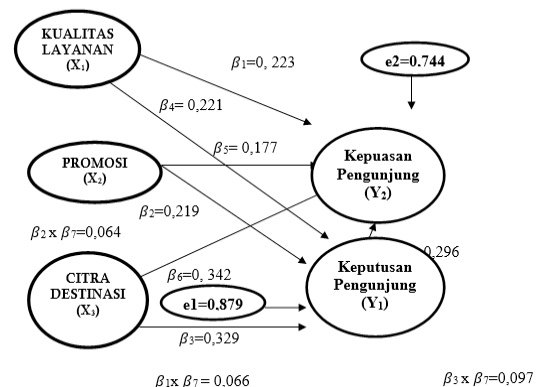 KUALITAS
LAYANAN
(X₁)
β₁=0, 223
e2=0.744
β₄= 0,221
β₅= 0,177
Kepuasan
Pengunjung
(Y₂)
PROMOSI
(X₂)
β₂=0,219
β₂ x β₇=0,064
0,296
Keputusan
Pengunjung
(Y₁)
CITRA
DESTINASI
(X₃)
β₆=0, 342
e1=0.879
β₃=0,329
β₁x β₇ = 0,066
β₃ x β₇=0,097